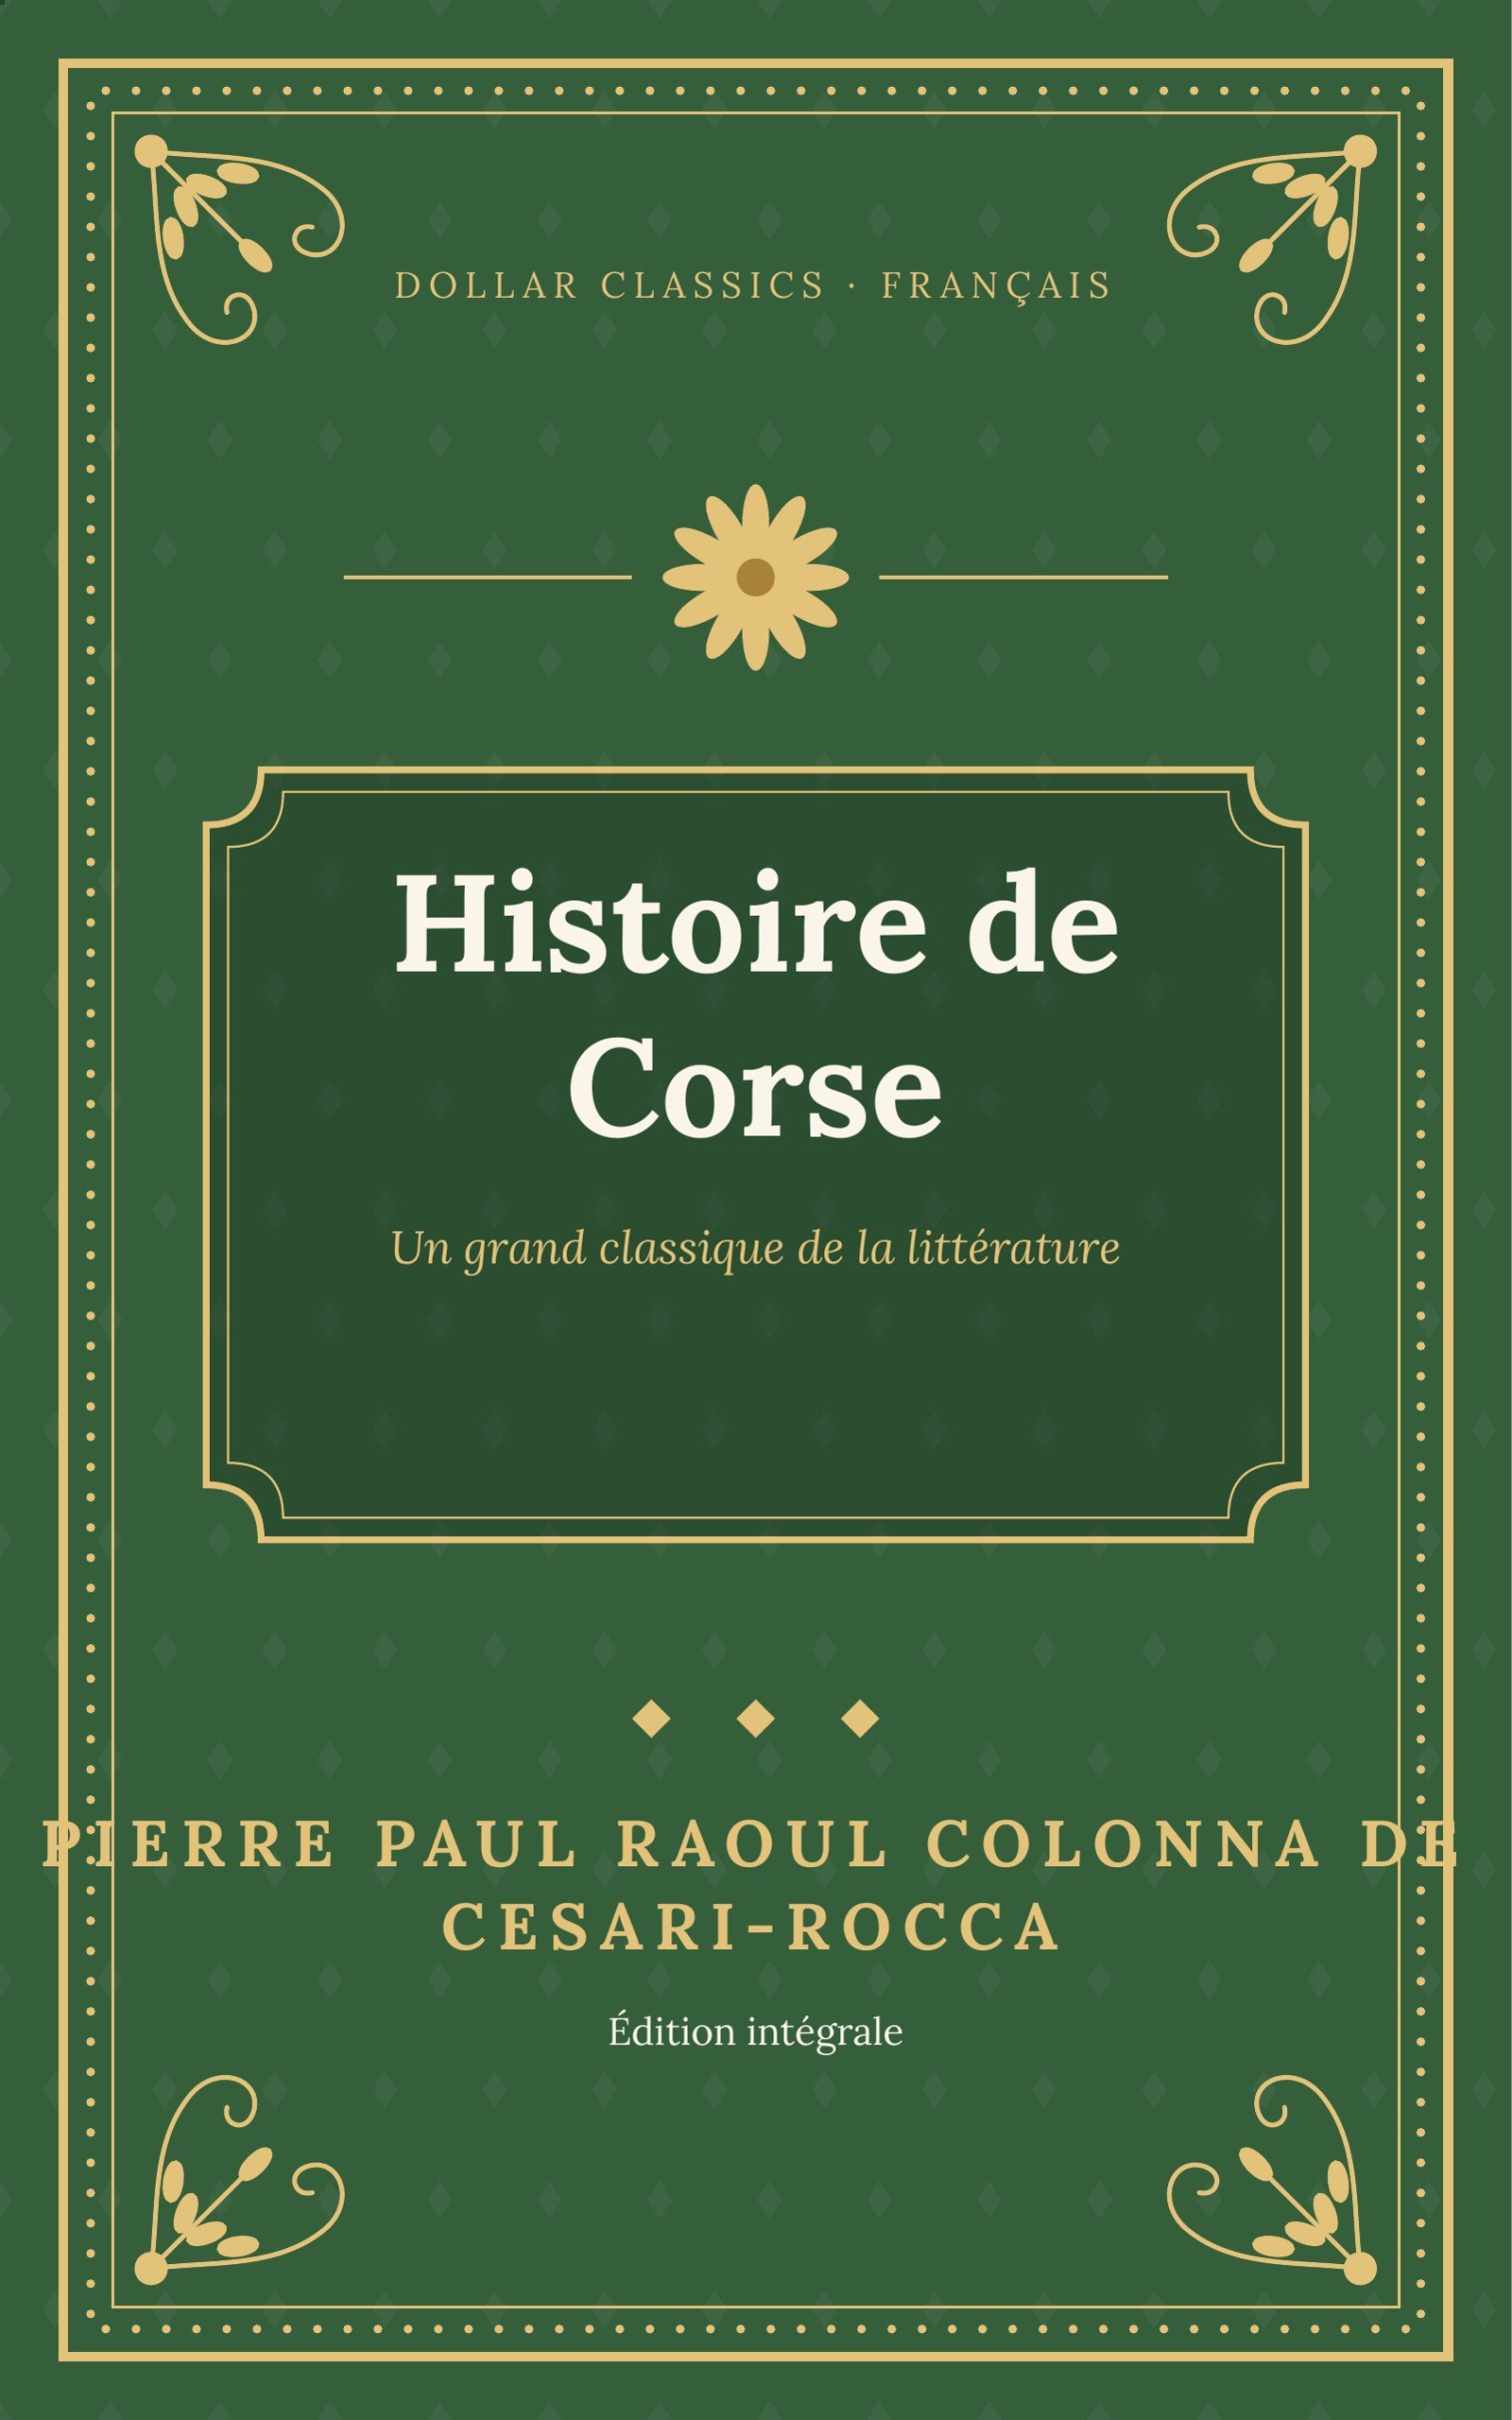 DOLLAR CLASSICS · FRANÇAIS
Histoire de
Corse
Un grand classique de la littérature
PIERRE PAUL RAOUL COLONNA DE
CESARI-ROCCA
Édition intégrale